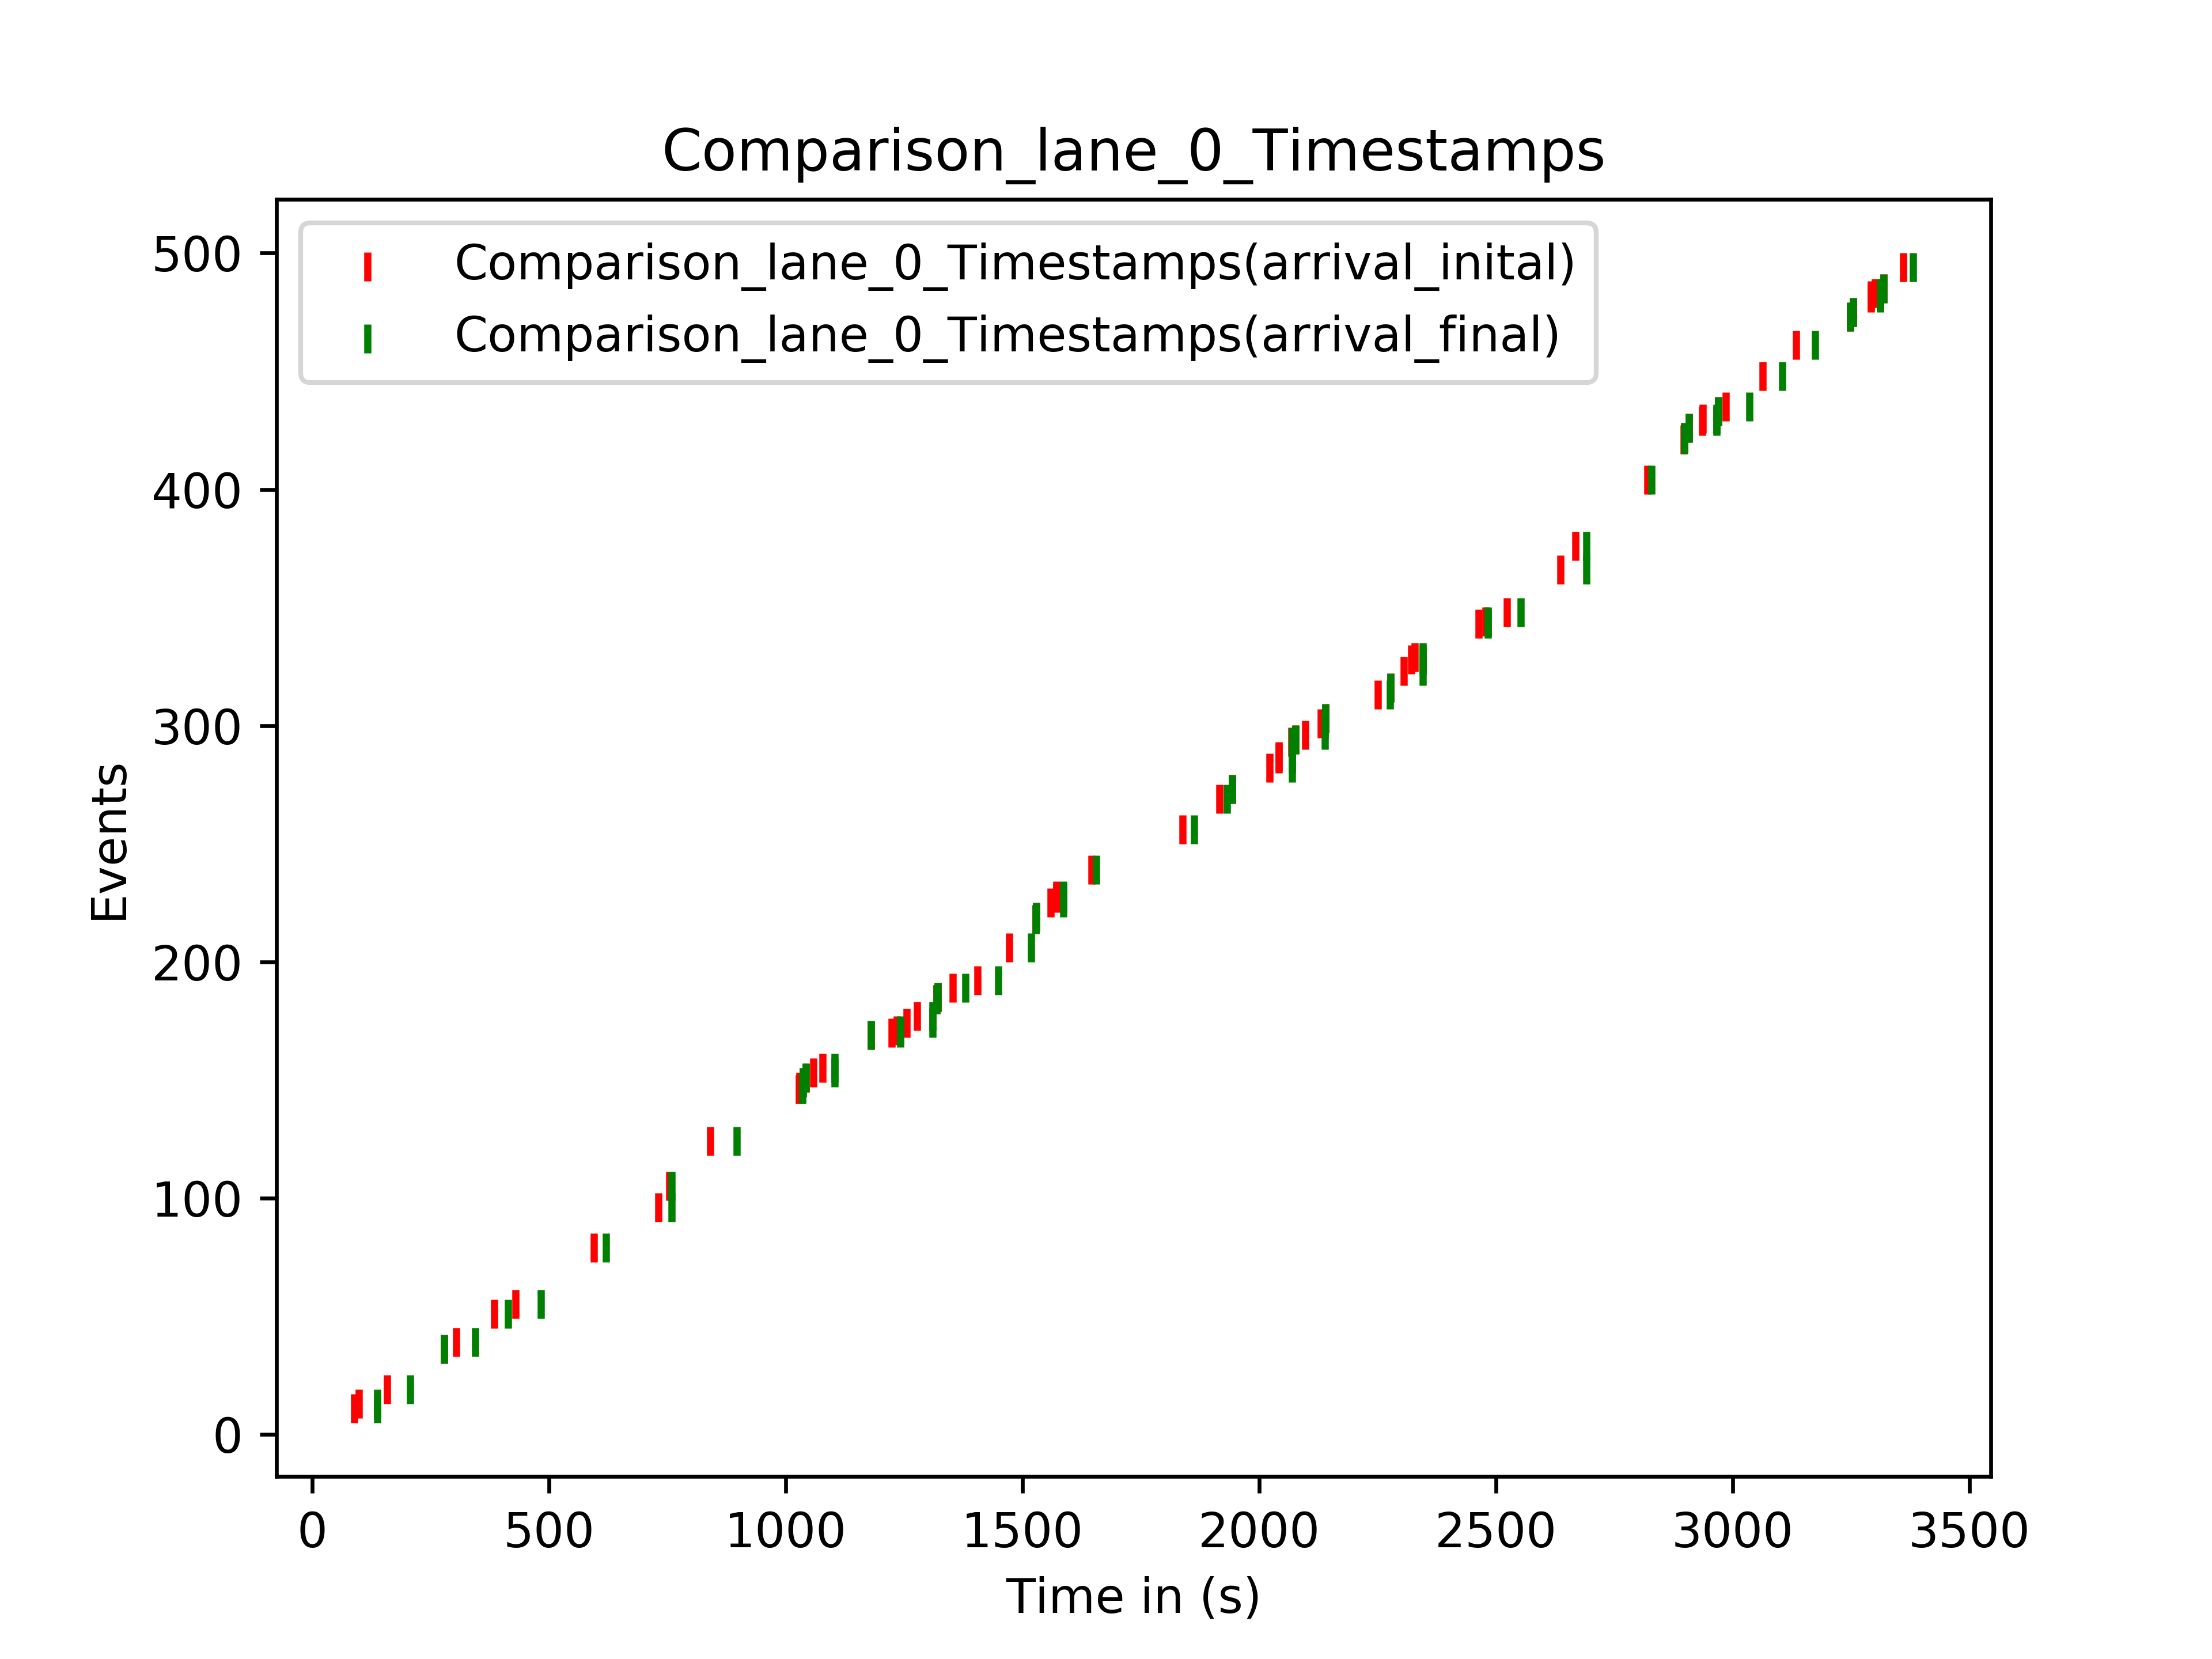 Comparison_lane_0_Timestamps
Comparison_lane_0_Timestamps(arrival_inital)
Comparison_lane_0_Timestamps(arrival_final)
500
400
300
200
100
0
Events
0 500 1000 1500 2000 2500 3000 3500
Time in (s)